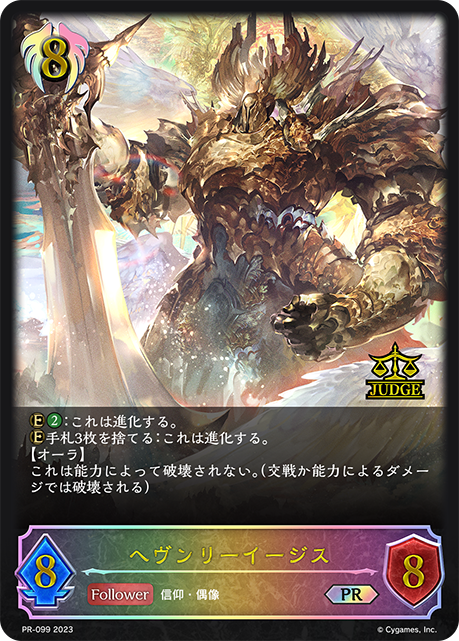 8
JUDGE
E 2：これは進化する。
E 手札3枚を捨てる：これは進化する。
【オーラ】
これは能力によって破壊されない。(交戦か能力によるダメー
ジでは破壊される)
ヘヴンリーイージス
8
Follower 信仰・偶像 PR
8
PR-099 2023 © Cygames, Inc.